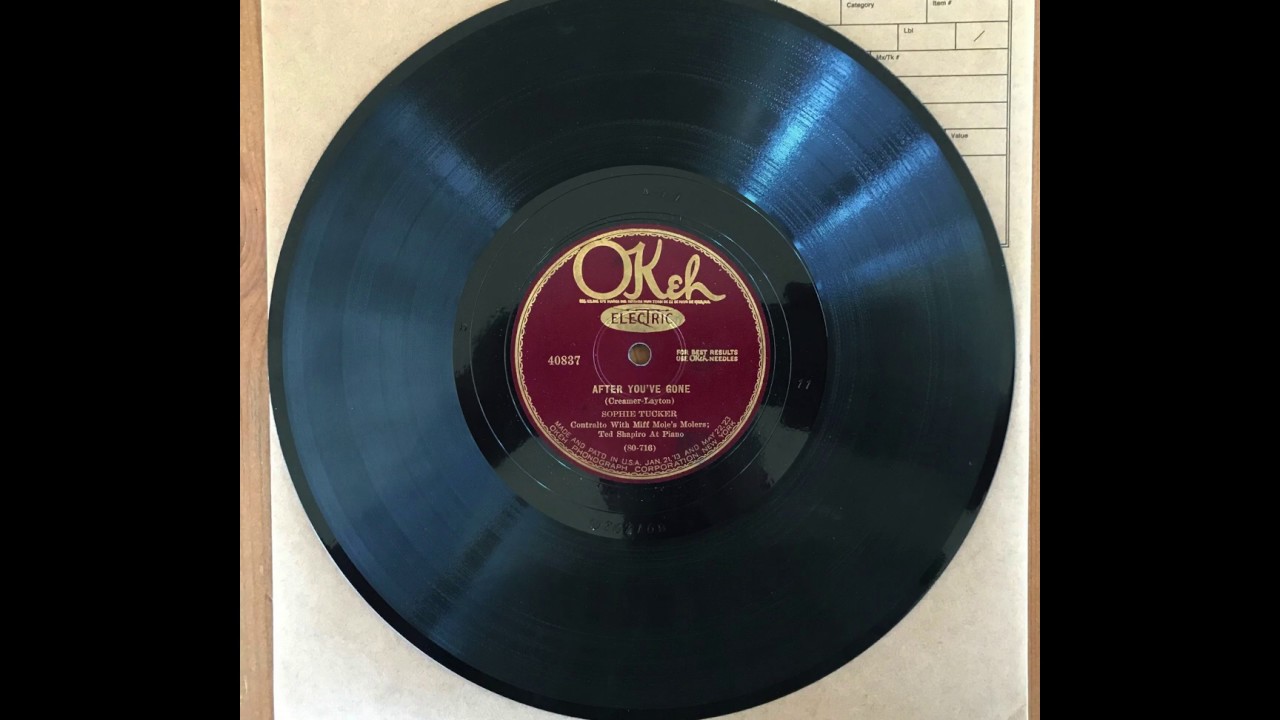 Category
Item #
Lbl
/
Value
OKeh
ELECTRIC
40837
FOR BEST RESULTS
USE OKeh NEEDLES
AFTER YOU'VE GONE
(Creamer-Layton)
SOPHIE TUCKER
Contralto With Miff Mole's Molers;
Ted Shapiro At Piano
(80-716)
MADE AND PAT'D IN U.S.A. JAN. 21, '13, AND MAY 22, '23
OKEH PHONOGRAPH CORPORATION NEW YORK